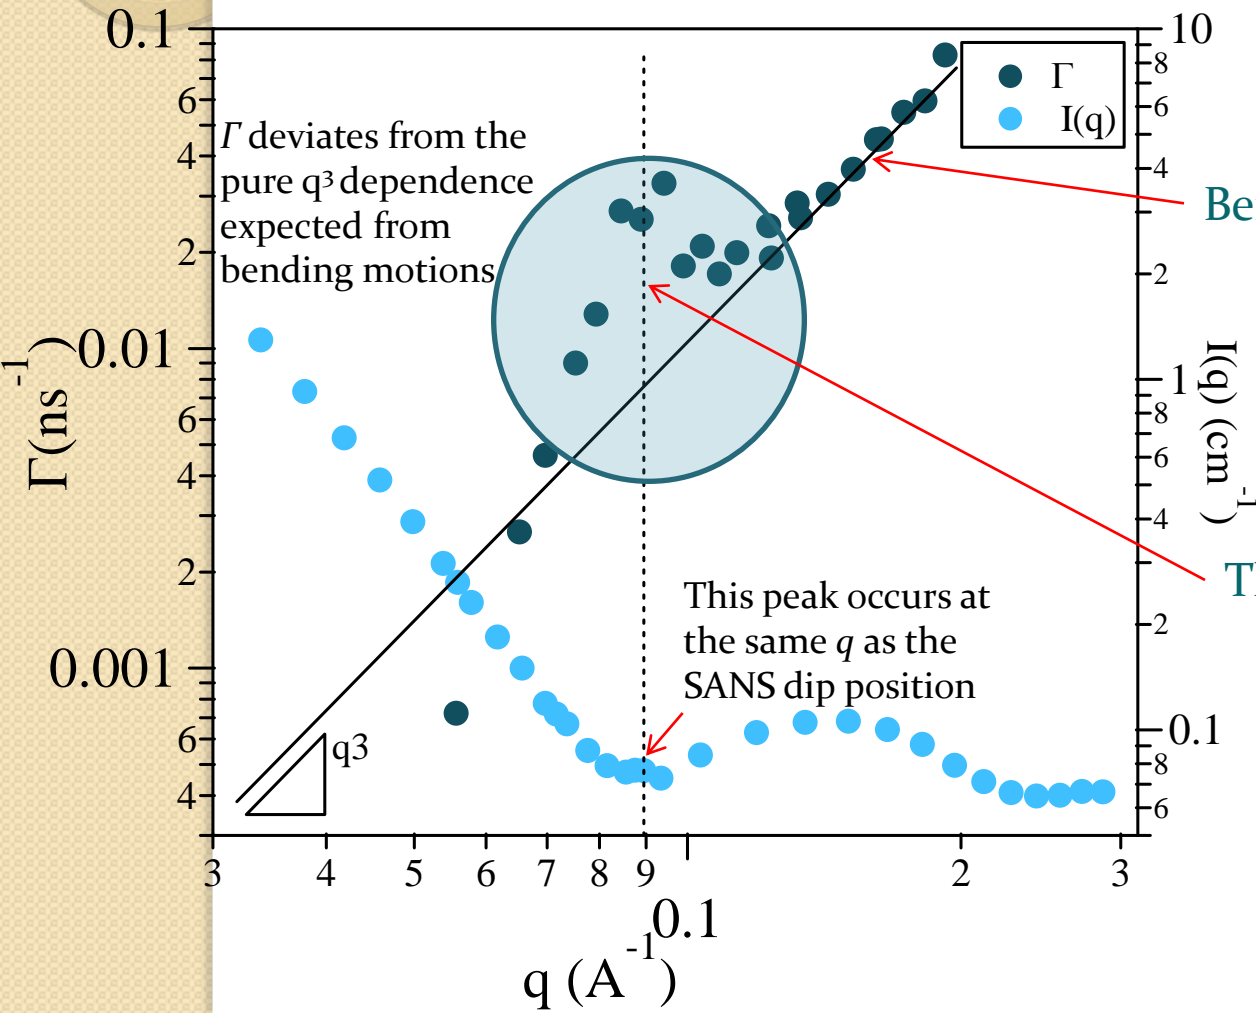 0.1
6
4
2
0.01
6
4
2
0.001
6
4
Γ(ns-1)
Γ deviates from the
pure q3 dependence
expected from
bending motions
Γ
I(q)
10
8
6
4
2
1
8
6
4
2
0.1
8
6
I(q) (cm-1)
Be
Tl
This peak occurs at
the same q as the
SANS dip position
q3
3
4
5
6
7
8
9
0.1
2
3
q (A-1)